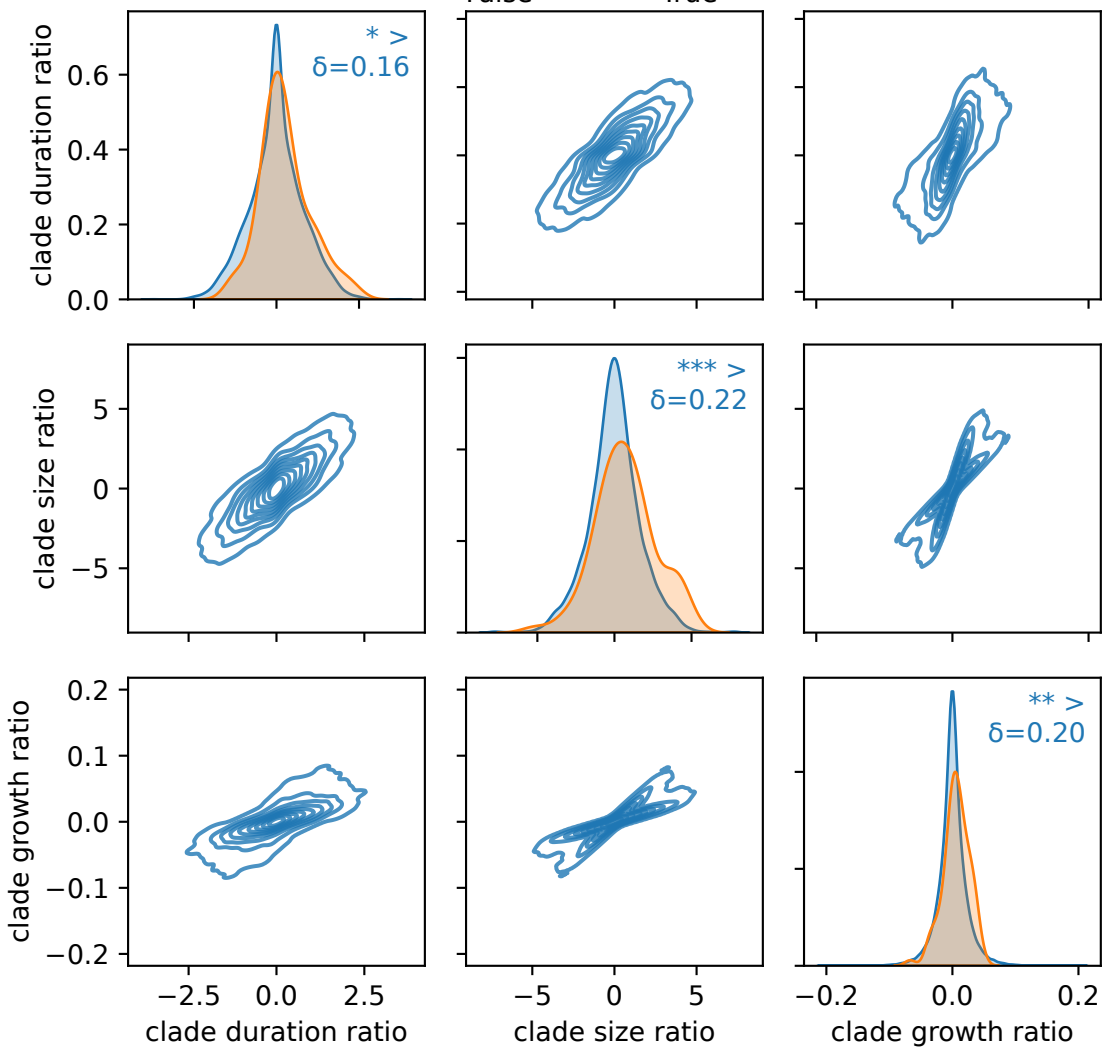 clade duration ratio
0.6
0.4
0.2
0.0
* >
δ=0.16
clade size ratio
5
0
−5
*** >
δ=0.22
clade growth ratio
0.2
0.1
0.0
−0.1
−0.2
** >
δ=0.20
−2.5 0.0 2.5
−5 0 5
−0.2 0.0 0.2
clade duration ratio
clade size ratio
clade growth ratio